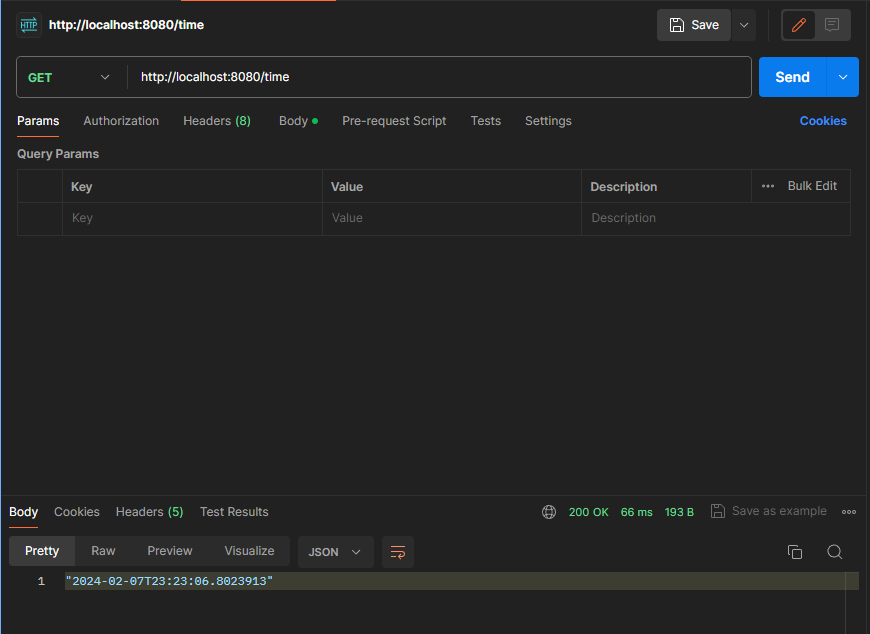 HTTP http://localhost:8080/time Save
GET http://localhost:8080/time Send
Params Authorization Headers (8) Body Pre-request Script Tests Settings Cookies
Query Params
Key Value Description Bulk Edit
Key Value Description
Body Cookies Headers (5) Test Results 200 OK 66 ms 193 B Save as example
Pretty Raw Preview Visualize JSON
1 "2024-02-07T23:23:06.8023913"